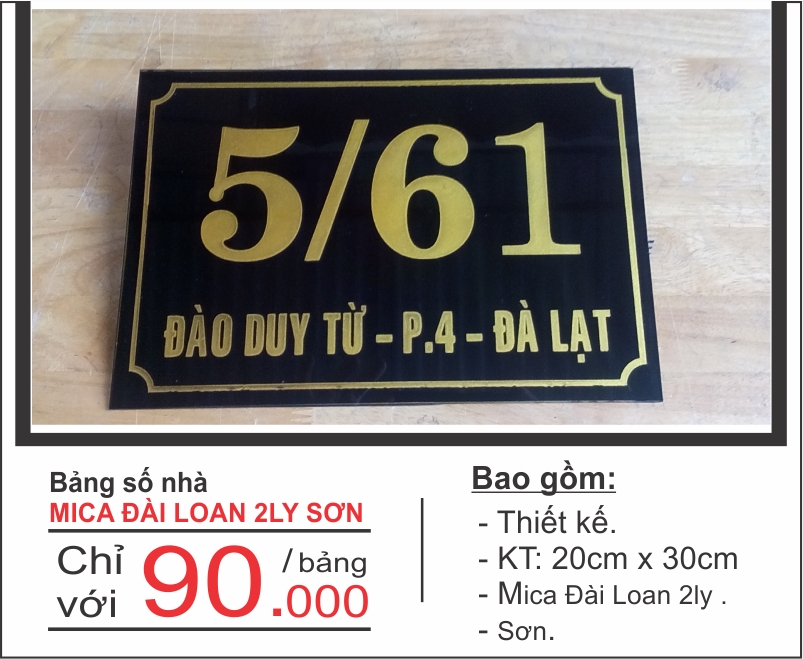 5/61
ĐÀO DUY TỪ - P.4 - ĐÀ LẠT
Bảng số nhà
MICA ĐÀI LOAN 2LY SƠN
Chỉ với 90.000 /bảng
Bao gồm:
- Thiết kế.
- KT: 20cm x 30cm
- Mica Đài Loan 2ly .
- Sơn.